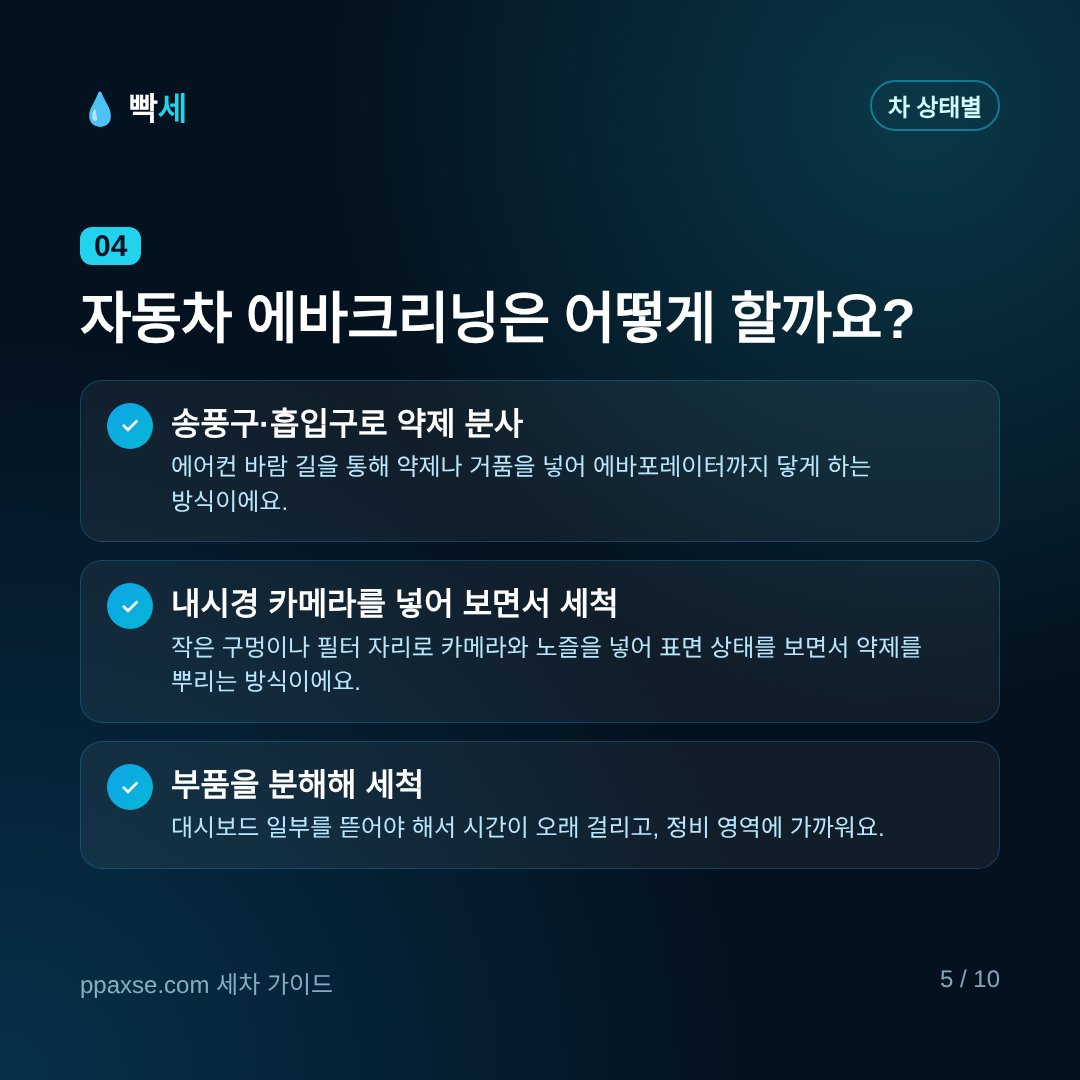 빡세
차 상태별
04
자동차 에바크리닝은 어떻게 할까요?
송풍구·흡입구로 약제 분사
에어컨 바람 길을 통해 약제나 거품을 넣어 에바포레이터까지 닿게 하는
방식이에요.
내시경 카메라를 넣어 보면서 세척
작은 구멍이나 필터 자리로 카메라와 노즐을 넣어 표면 상태를 보면서 약제를
뿌리는 방식이에요.
부품을 분해해 세척
대시보드 일부를 뜯어야 해서 시간이 오래 걸리고, 정비 영역에 가까워요.
ppaxse.com 세차 가이드
5 / 10